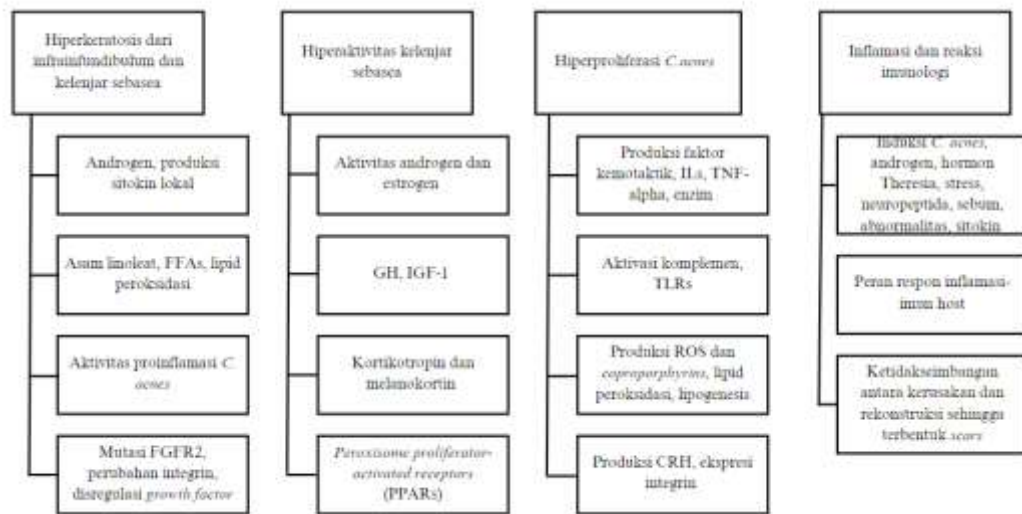 Hiperkeratosis dari
infrainfundibulum dan
kelenjar sebasea
Androgen, produksi
sitokin lokal
Asam linoleat, FFAs, lipid
peroksidasi
Aktivitas proinflamasi C.
acnes
Mutasi FGFR2,
perubahan integrin,
disregulasi growth factor
Hiperaktivitas kelenjar
sebasea
Aktivitas androgen dan
estrogen
GH, IGF-1
Kortikotropin dan
melanokortin
Peroxisome proliferator-
activated receptors
(PPARs)
Hiperproliferasi C.acnes
Produksi faktor
kemotaktik, ILs, TNF-
alpha, enzim
Aktivasi komplemen,
TLRs
Produksi ROS dan
coproporphyrins, lipid
peroksidasi, lipogenesis
Produksi CRH, ekspresi
integrin
Inflamasi dan reaksi
imunologi
Induksi C. acnes,
androgen, hormon
Theresia, stress,
neuropeptida, sebum,
abnormalitas, sitokin
Peran respon inflamasi-
imun host
Ketidakseimbangan
antara kerusakan dan
rekonstruksi sehingga
terbentuk scars